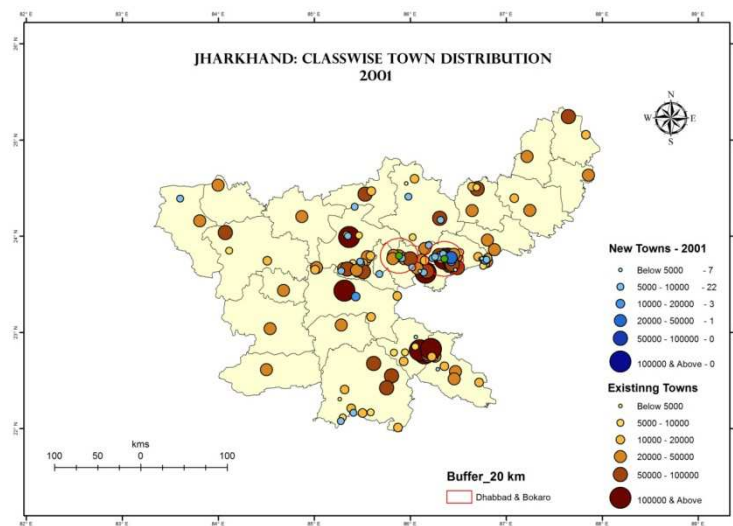 JHARKHAND: CLASSWISE TOWN DISTRIBUTION
2001
N
W E
S
New Towns - 2001
Below 5000 - 7
5000 - 10000 - 22
10000 - 20000 - 3
20000 - 50000 - 1
50000 - 100000 - 0
100000 & Above - 0
Existinng Towns
Below 5000
5000 - 10000
10000 - 20000
20000 - 50000
50000 - 100000
100000 & Above
kms
100 50 0 100
Buffer_20 km
Dhabbad & Bokaro